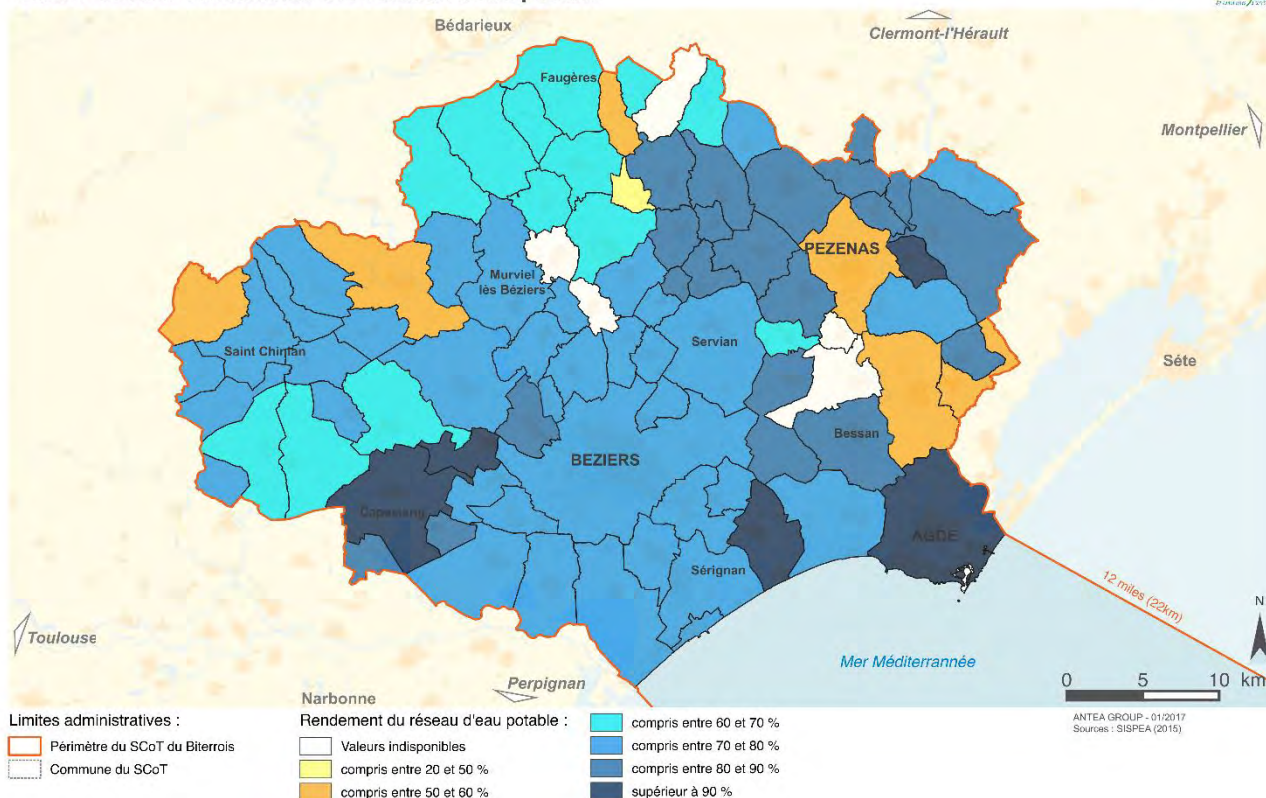 Bédarieux
Clermont-l'Hérault
Faugères
Montpellier
PEZENAS
Murviel
lès Béziers
Saint Chinian
Servian
Séte
Bessan
BEZIERS
Capestang
AGDE
Sérignan
12 miles (22km)
N
Toulouse
Mer Méditerrannée
Perpignan
Narbonne
0 5 10 km
Limites administratives :
Périmètre du SCoT du Biterrois
Commune du SCoT
Rendement du réseau d'eau potable :
Valeurs indisponibles
compris entre 20 et 50 %
compris entre 50 et 60 %
compris entre 60 et 70 %
compris entre 70 et 80 %
compris entre 80 et 90 %
supérieur à 90 %
ANTEA GROUP - 01/2017
Sources : SISPEA (2015)